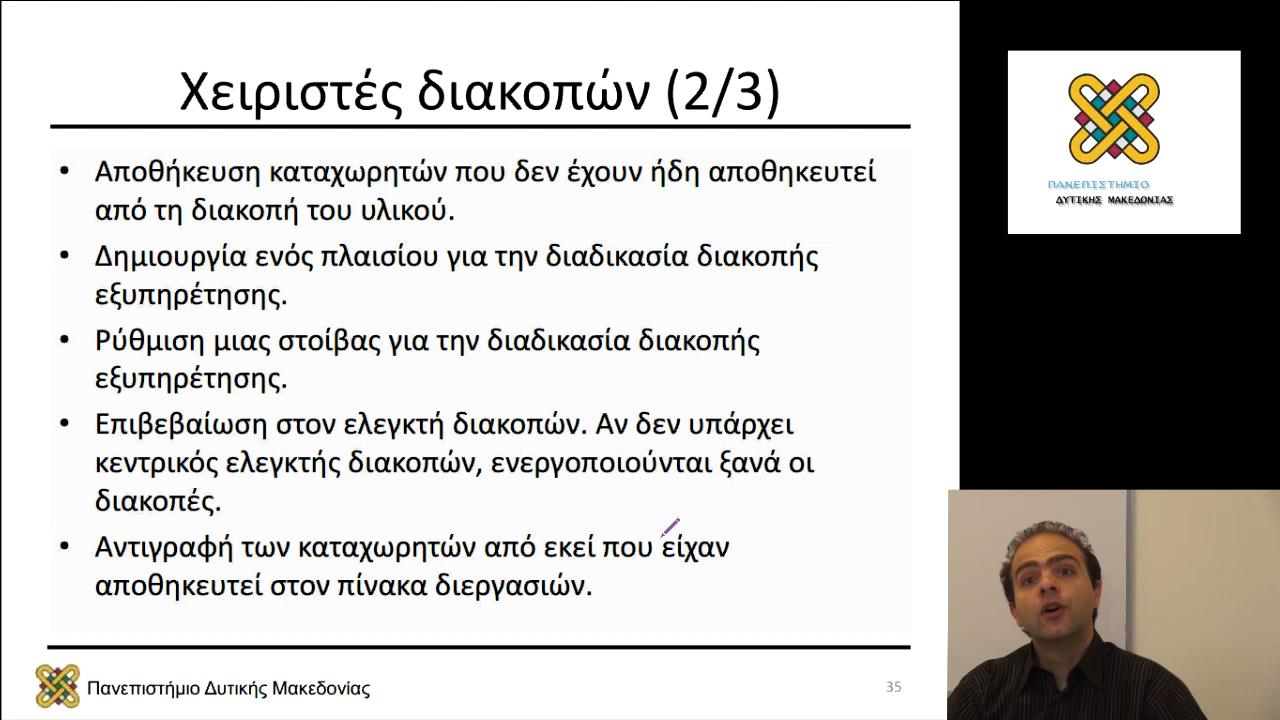 Χειριστές διακοπών (2/3)
• Αποθήκευση καταχωρητών που δεν έχουν ήδη αποθηκευτεί
από τη διακοπή του υλικού.
• Δημιουργία ενός πλαισίου για την διαδικασία διακοπής
εξυπηρέτησης.
• Ρύθμιση μιας στοίβας για την διαδικασία διακοπής
εξυπηρέτησης.
• Επιβεβαίωση στον ελεγκτή διακοπών. Αν δεν υπάρχει
κεντρικός ελεγκτής διακοπών, ενεργοποιούνται ξανά οι
διακοπές.
• Αντιγραφή των καταχωρητών από εκεί που είχαν
αποθηκευτεί στον πίνακα διεργασιών.
Πανεπιστήμιο Δυτικής Μακεδονίας
35
ΠΑΝΕΠΙΣΤΗΜΙΟ
ΔΥΤΙΚΗΣ ΜΑΚΕΔΟΝΙΑΣ